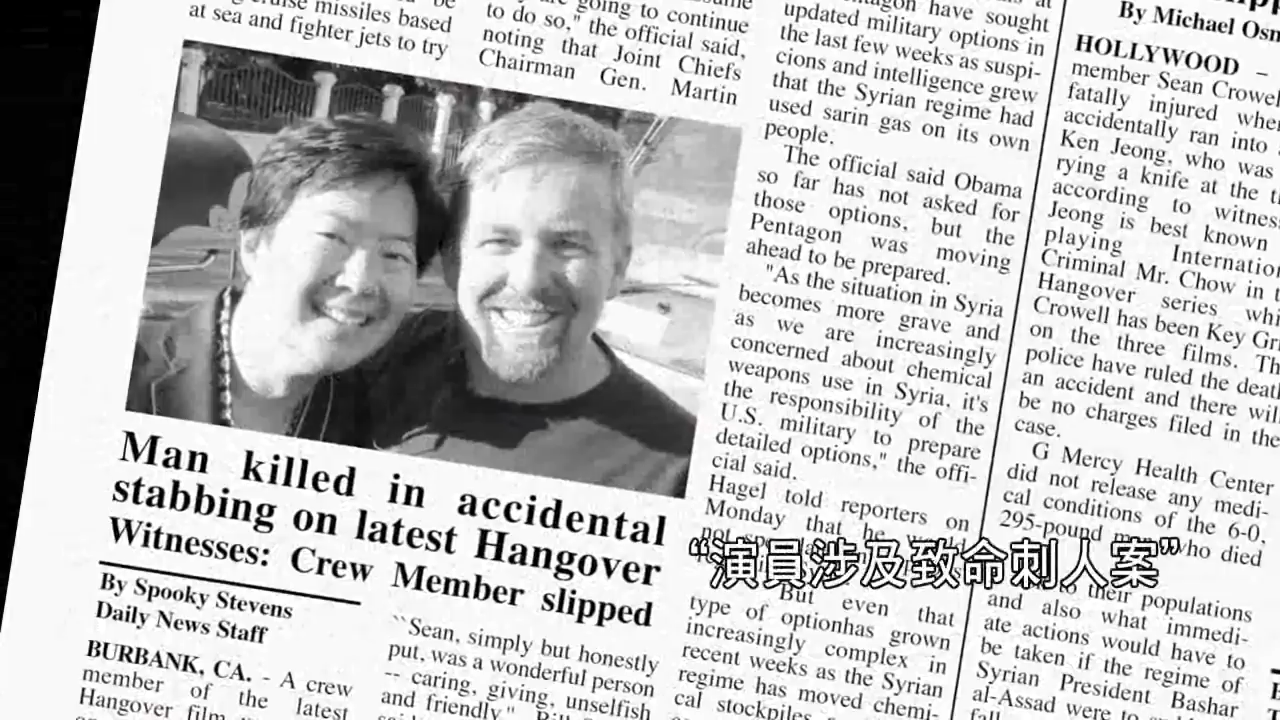 cruise missiles based
at sea and fighter jets to try
are going to continue
to do so," the official said,
noting that Joint Chiefs
Chairman Gen. Martin
Man killed in accidental
stabbing on latest Hangover
Witnesses: Crew Member slipped
By Spooky Stevens
Daily News Staff
BURBANK, CA. - A crew
member of the latest
Hangover film
``Sean, simply but honestly
put, was a wonderful person
-- caring, giving, unselfish
and friendly,"
have sought
updated military options in
the last few weeks as suspi-
cions and intelligence grew
that the Syrian regime had
used sarin gas on its own
people.
The official said Obama
so far has not asked for
those options, but the
Pentagon was moving
ahead to be prepared.
"As the situation in Syria
becomes more grave and
as we are increasingly
concerned about chemical
weapons use in Syria, it's
the responsibility of the
U.S. military to prepare
detailed options," the offi-
cial said.
Hagel told reporters on
Monday that he would
“演員涉及致命刺人案”
But even that
type of optionhas grown
increasingly complex in
recent weeks as the Syrian
regime has moved chemi-
cal stockpiles
By Michael
HOLLYWOOD –
member Sean
fatally injured
accidentally ran into
Ken Jeong, who was
rying a knife at the
according to
Jeong is best known
playing
Criminal Mr. Chow in
Hangover series
Crowell has been Key
on the three films.
police have ruled the
an accident and there
be no charges filed in the
case.
G Mercy Health Center
did not release any medi-
cal conditions of the 6-0,
295-pound who died
to their populations
and also what immedi-
ate actions would have to
be taken if the regime of
Syrian President Bashar
al-Assad were to